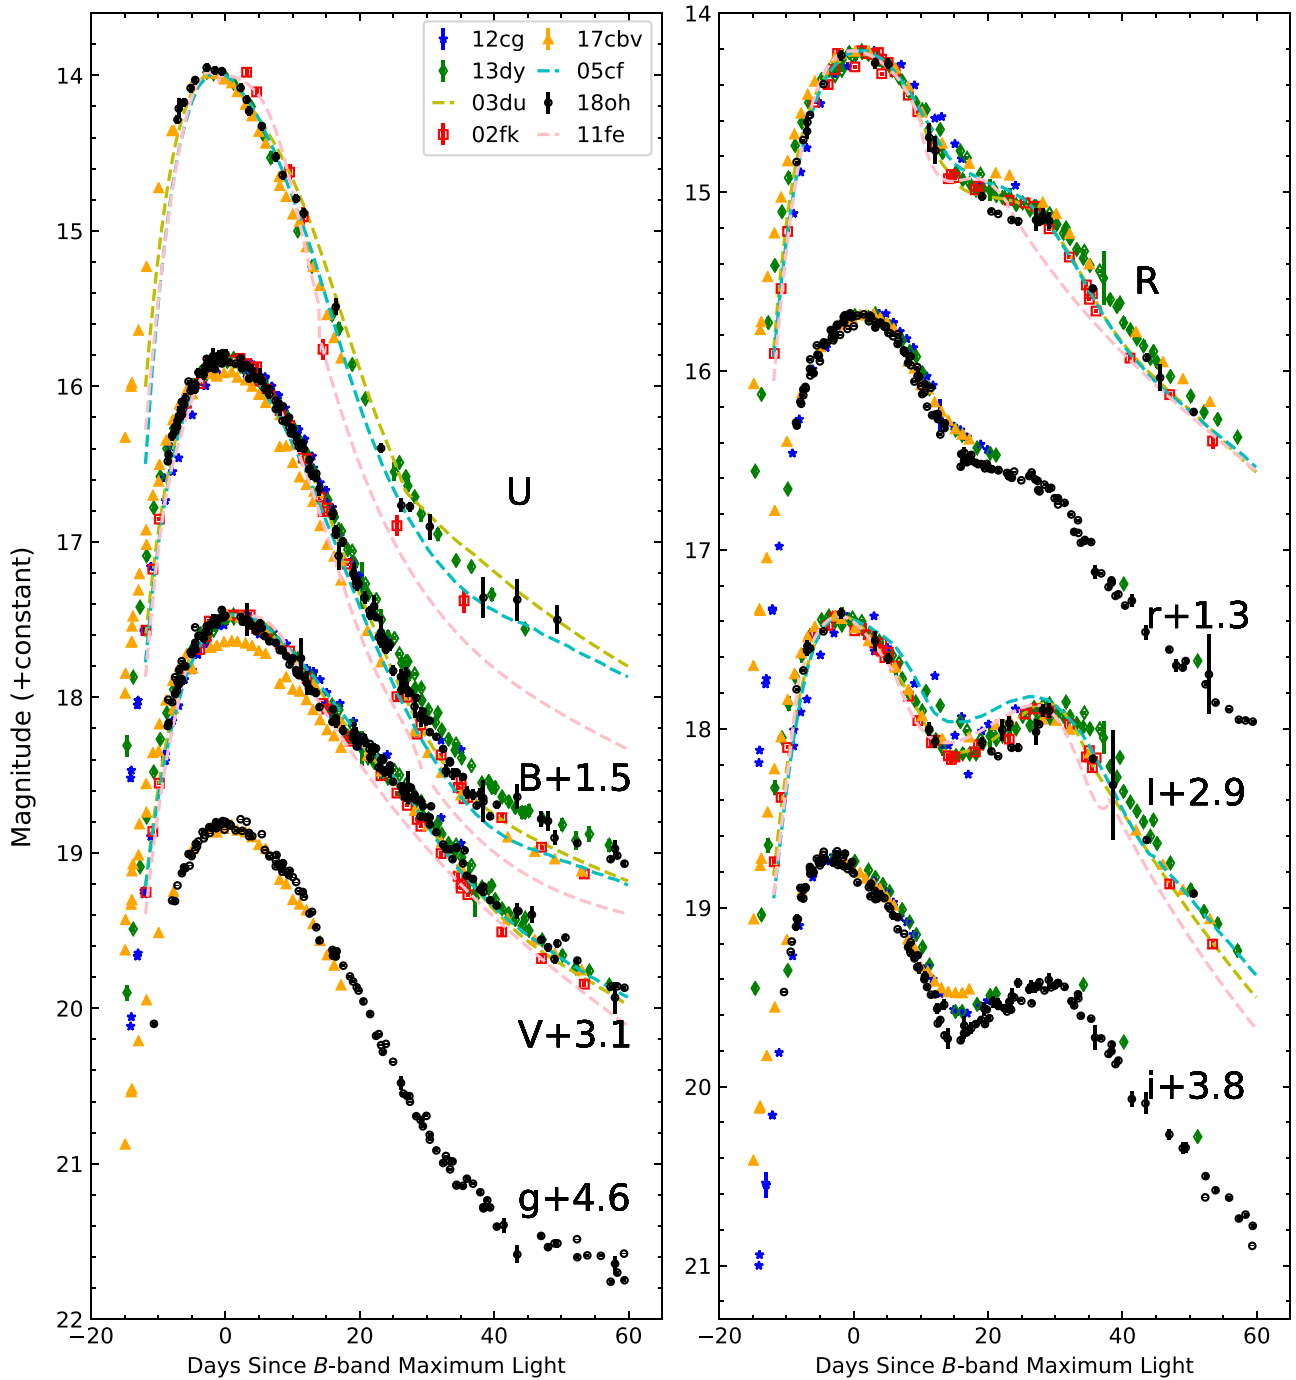 14
15
16
17
18
19
20
21
22
−20
0
20
40
60
Magnitude (+constant)
Days Since B-band Maximum Light
12cg
13dy
03du
02fk
17cbv
05cf
18oh
11fe
U
B+1.5
V+3.1
g+4.6
14
15
16
17
18
19
20
21
−20
0
20
40
60
Days Since B-band Maximum Light
R
r+1.3
I+2.9
i+3.8